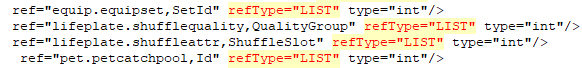 ref="equip.equipset,SetId" refType="LIST" type="int"/>
ref="lifeplate.shufflequality,QualityGroup" refType="LIST" type="int"/>
ref="lifeplate.shuffleattr,ShuffleSlot" refType="LIST" type="int"/>
ref="pet.petcatchpool,Id" refType="LIST" type="int"/>